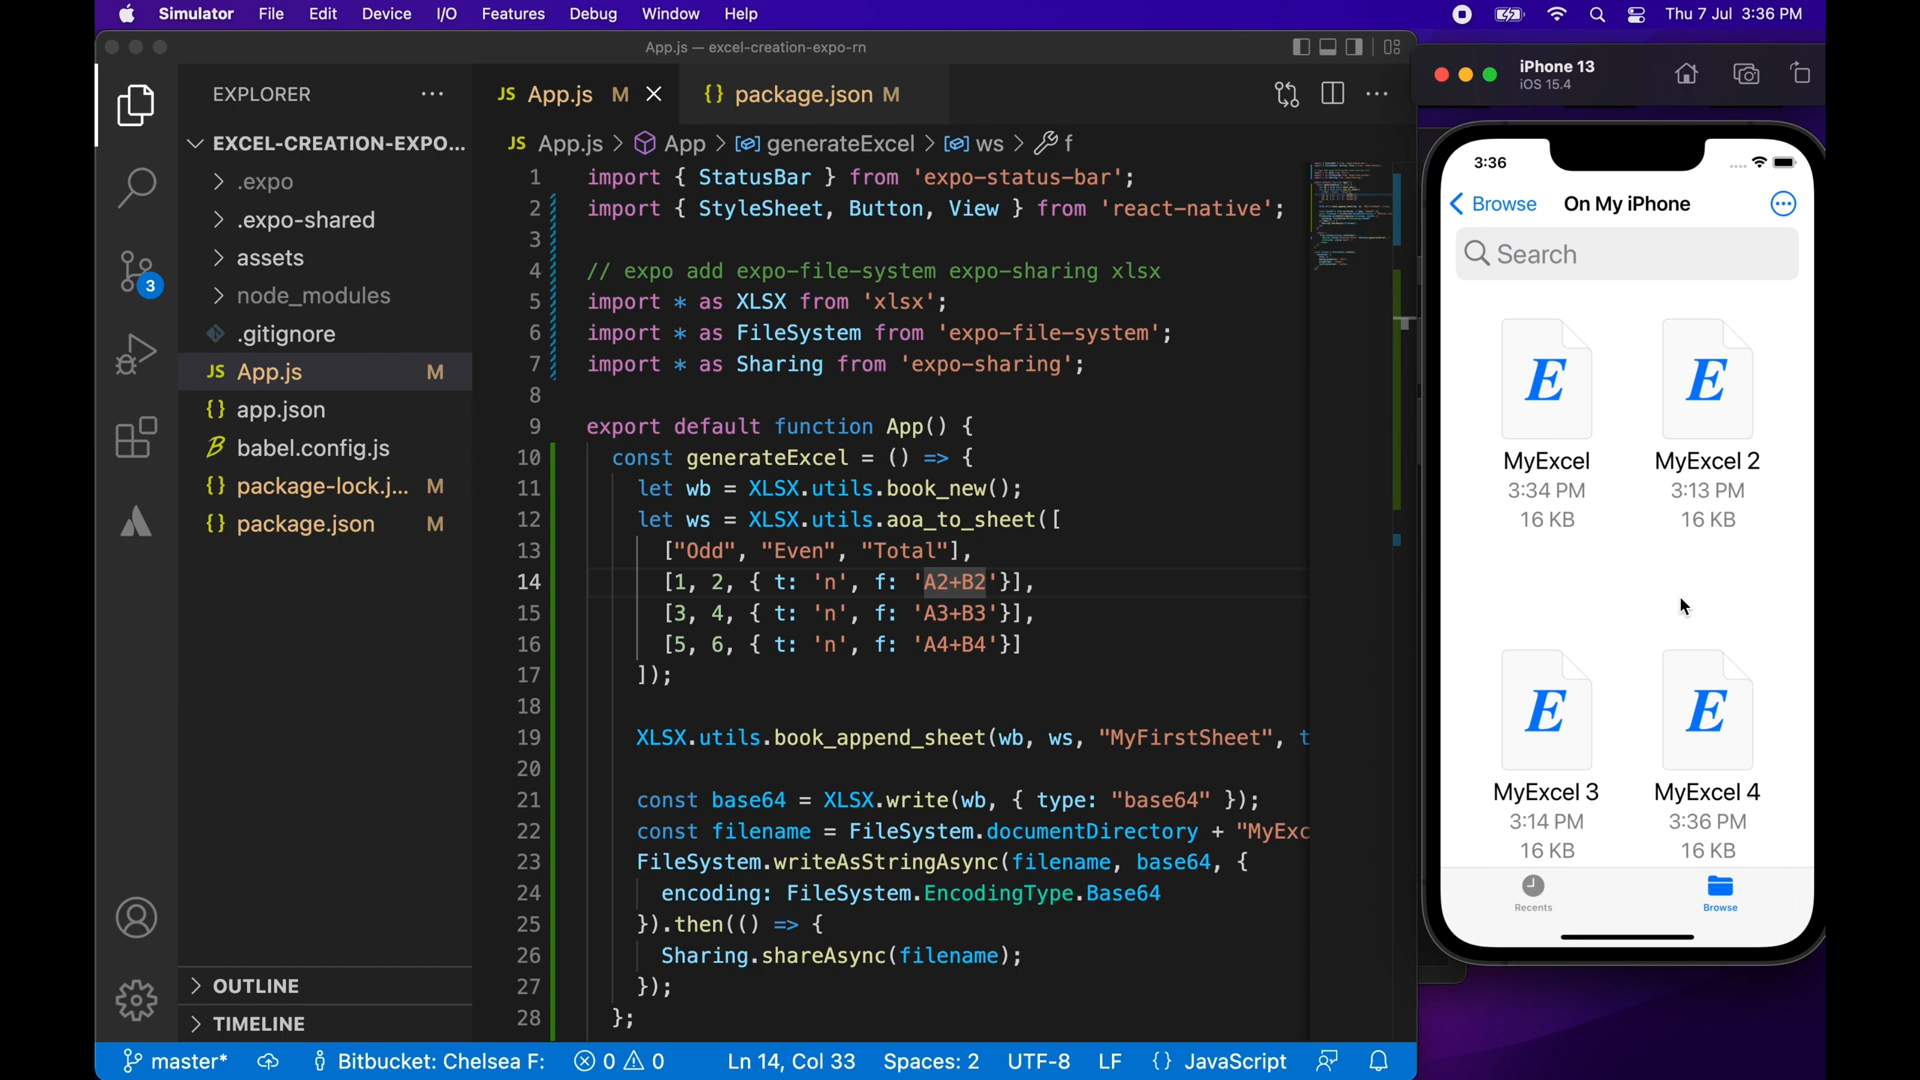 Simulator File Edit Device I/O Features Debug Window Help Thu 7 Jul 3:36 PM
App.js — excel-creation-expo-rn
EXPLORER
EXCEL-CREATION-EXPO...
.expo
.expo-shared
assets
node_modules
.gitignore
JS App.js M
{} app.json
babel.config.js
{} package-lock.j... M
{} package.json M
OUTLINE
TIMELINE
3
JS App.js M
{} package.json M
JS App.js > App > generateExcel > ws > f
1 import { StatusBar } from 'expo-status-bar';
2 import { StyleSheet, Button, View } from 'react-native';
3
4 // expo add expo-file-system expo-sharing xlsx
5 import * as XLSX from 'xlsx';
6 import * as FileSystem from 'expo-file-system';
7 import * as Sharing from 'expo-sharing';
8
9 export default function App() {
10 const generateExcel = () => {
11 let wb = XLSX.utils.book_new();
12 let ws = XLSX.utils.aoa_to_sheet([
13 ["Odd", "Even", "Total"],
14 [1, 2, { t: 'n', f: 'A2+B2'}],
15 [3, 4, { t: 'n', f: 'A3+B3'}],
16 [5, 6, { t: 'n', f: 'A4+B4'}]
17 ]);
18
19 XLSX.utils.book_append_sheet(wb, ws, "MyFirstSheet", t
20
21 const base64 = XLSX.write(wb, { type: "base64" });
22 const filename = FileSystem.documentDirectory + "MyExc
23 FileSystem.writeAsStringAsync(filename, base64, {
24 encoding: FileSystem.EncodingType.Base64
25 }).then(() => {
26 Sharing.shareAsync(filename);
27 });
28 };
master* Bitbucket: Chelsea F: 0 0 Ln 14, Col 33 Spaces: 2 UTF-8 LF {} JavaScript
iPhone 13
iOS 15.4
3:36
Browse On My iPhone
Search
E E
MyExcel MyExcel 2
3:34 PM 3:13 PM
16 KB 16 KB
E E
MyExcel 3 MyExcel 4
3:14 PM 3:36 PM
16 KB 16 KB
Recents Browse